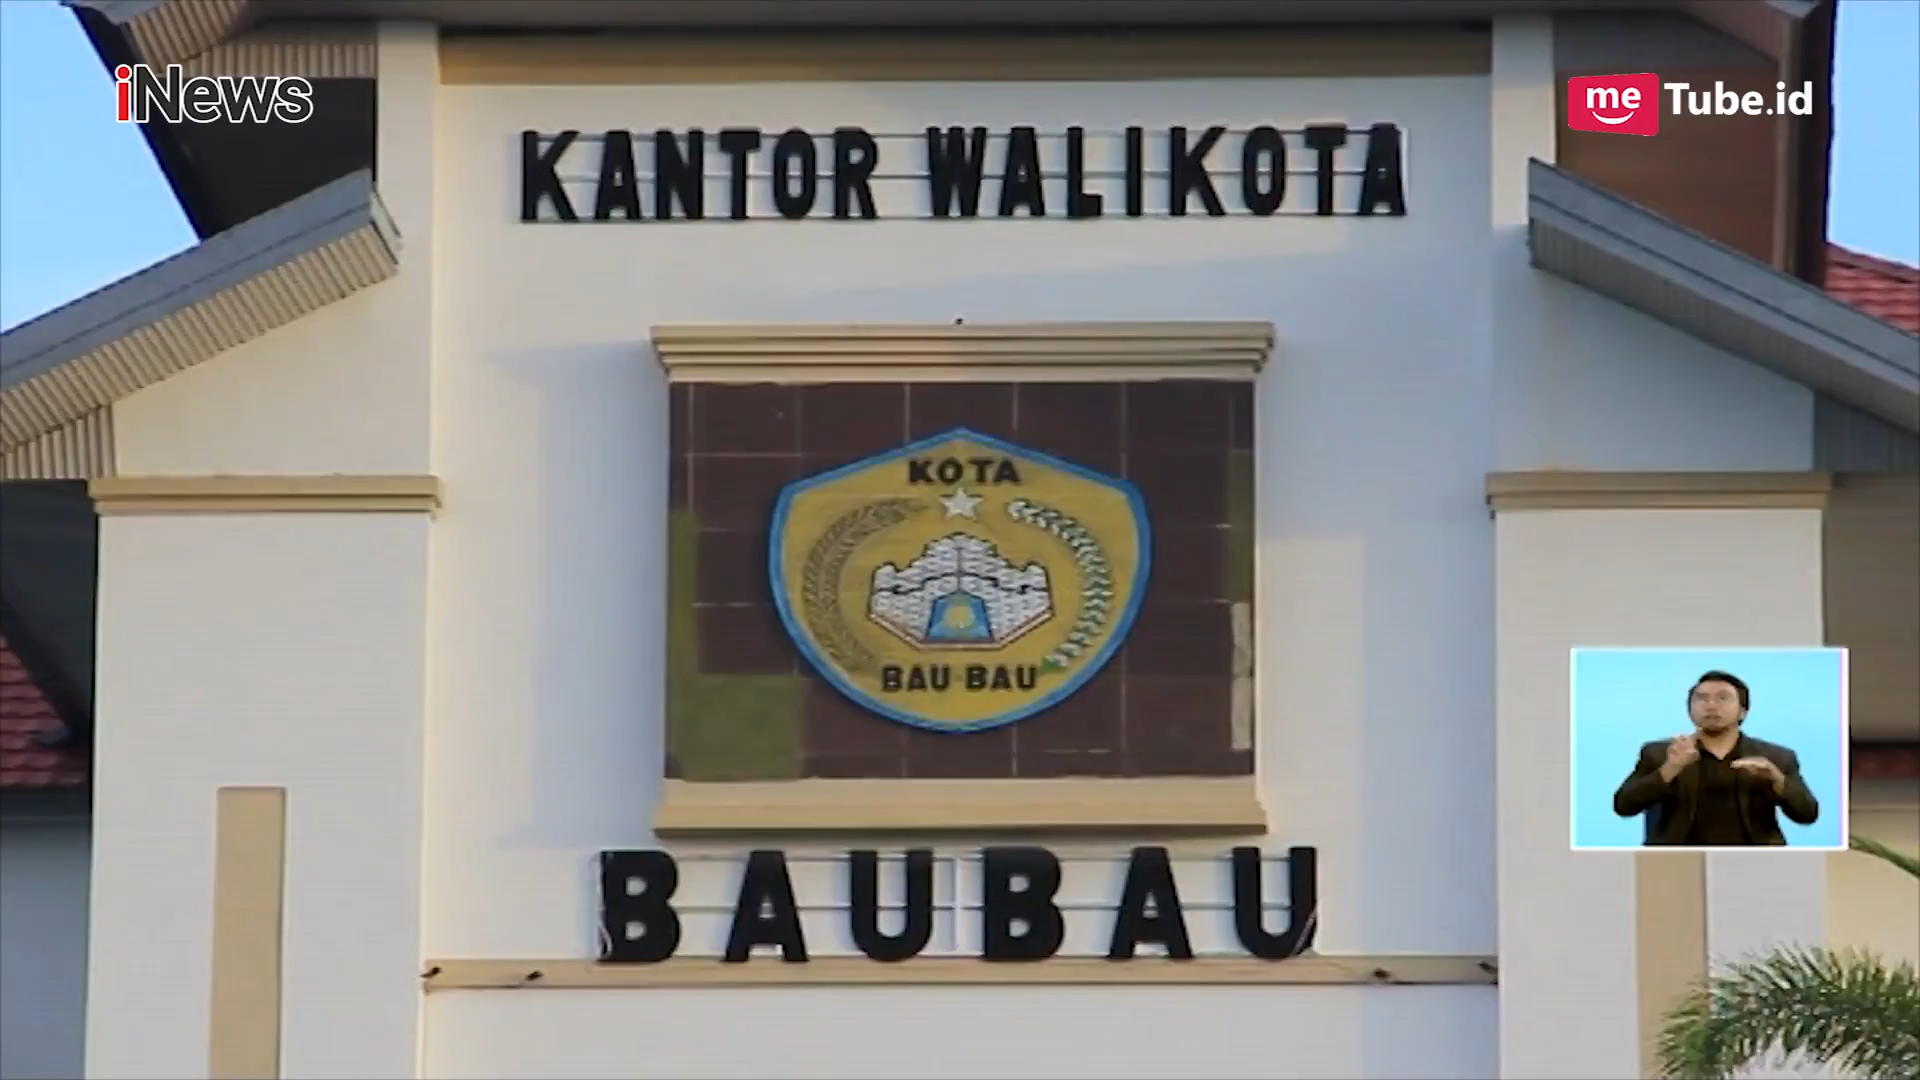 iNews
me Tube.id
KANTOR WALIKOTA
KOTA
BAU BAU
BAUBAU